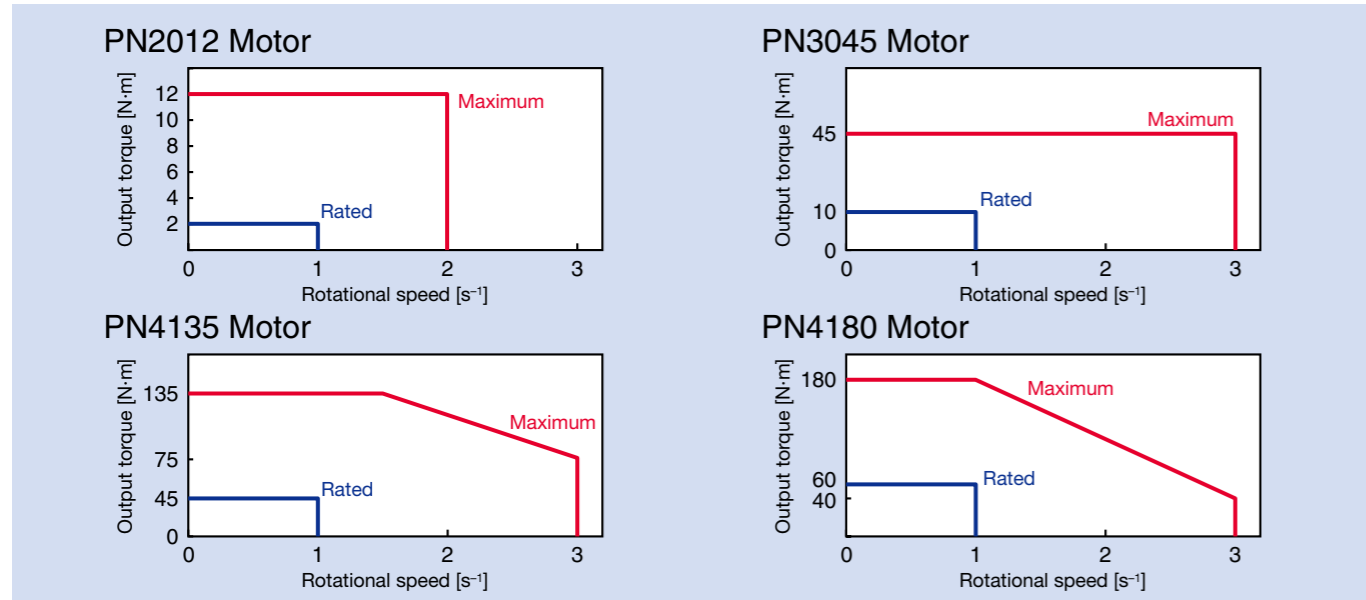 PN2012 Motor
Output torque [N·m]
12
10
8
6
4
2
Maximum
Rated
0 1 2 3
Rotational speed [s⁻¹]
PN3045 Motor
Output torque [N·m]
45
10
0
Maximum
Rated
0 1 2 3
Rotational speed [s⁻¹]
PN4135 Motor
Output torque [N·m]
135
75
45
0
Maximum
Rated
0 1 2 3
Rotational speed [s⁻¹]
PN4180 Motor
Output torque [N·m]
180
60
40
Maximum
Rated
0 1 2 3
Rotational speed [s⁻¹]